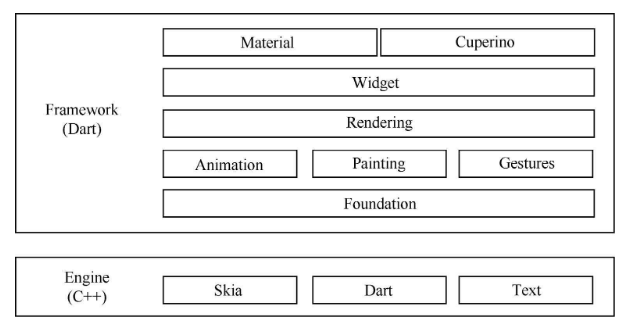 Material
Cuperino
Widget
Framework
(Dart)
Rendering
Animation
Painting
Gestures
Foundation
Engine
(C++)
Skia
Dart
Text